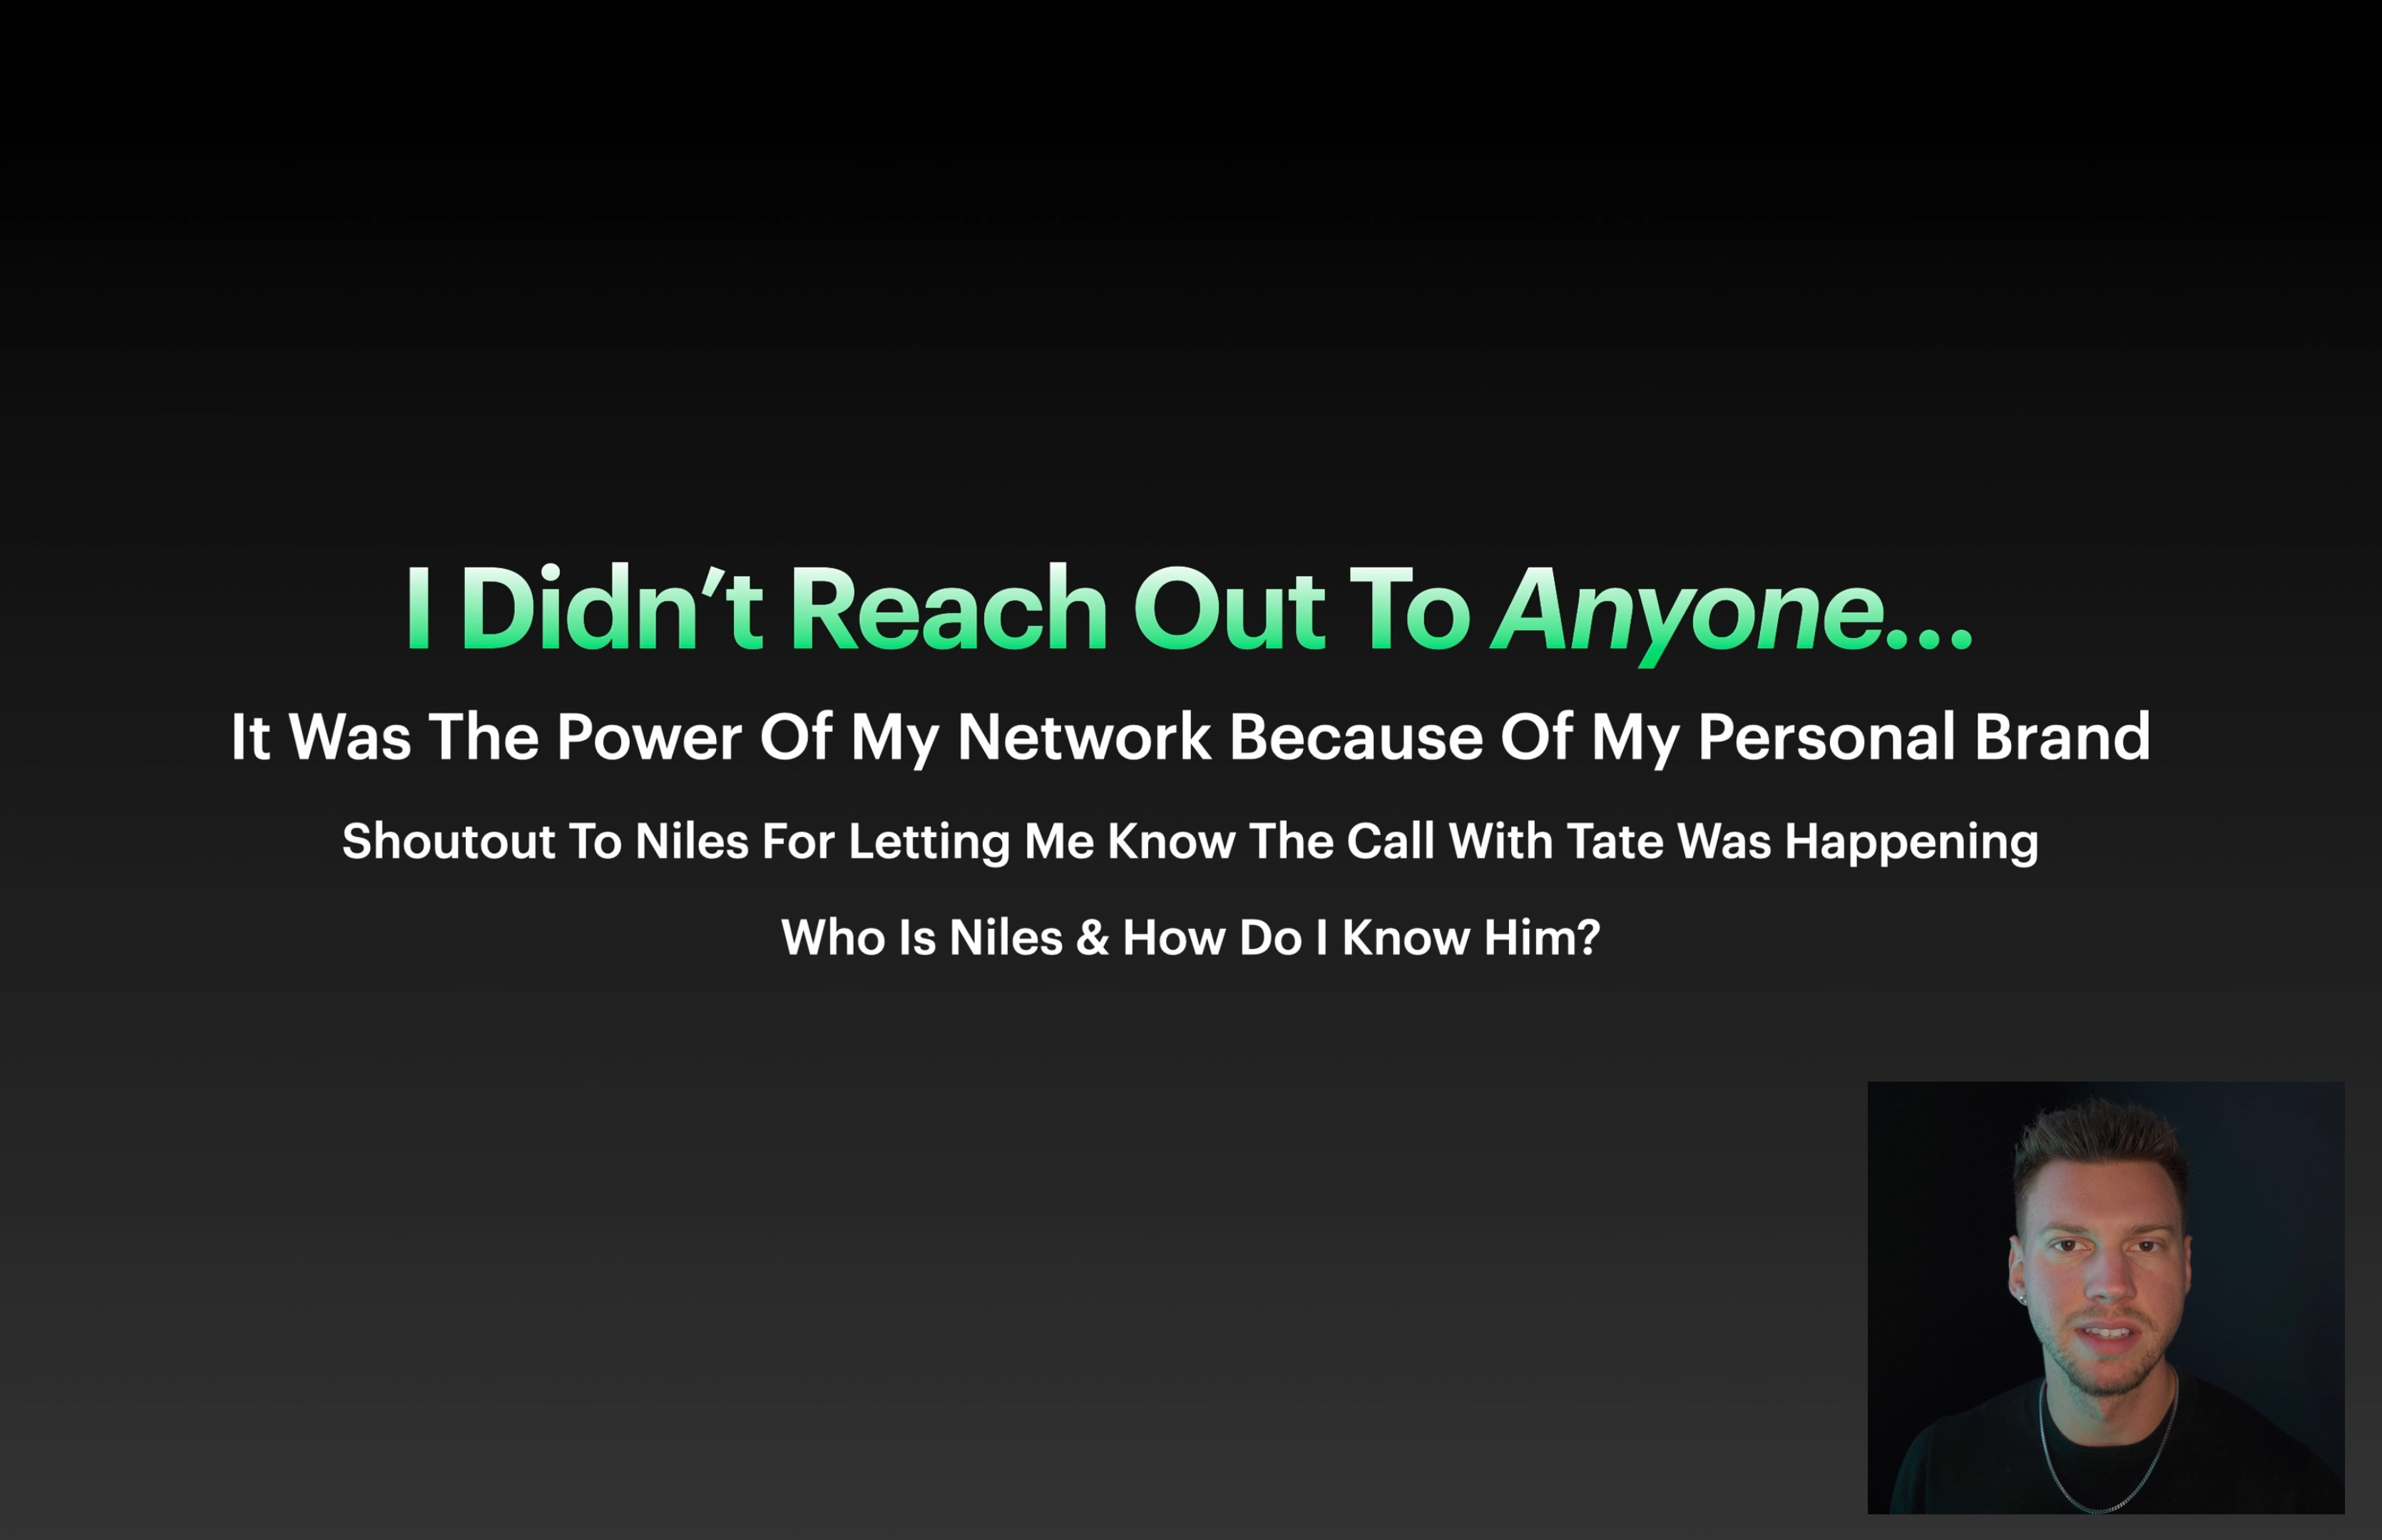 I Didn’t Reach Out To Anyone...
It Was The Power Of My Network Because Of My Personal Brand
Shoutout To Niles For Letting Me Know The Call With Tate Was Happening
Who Is Niles & How Do I Know Him?